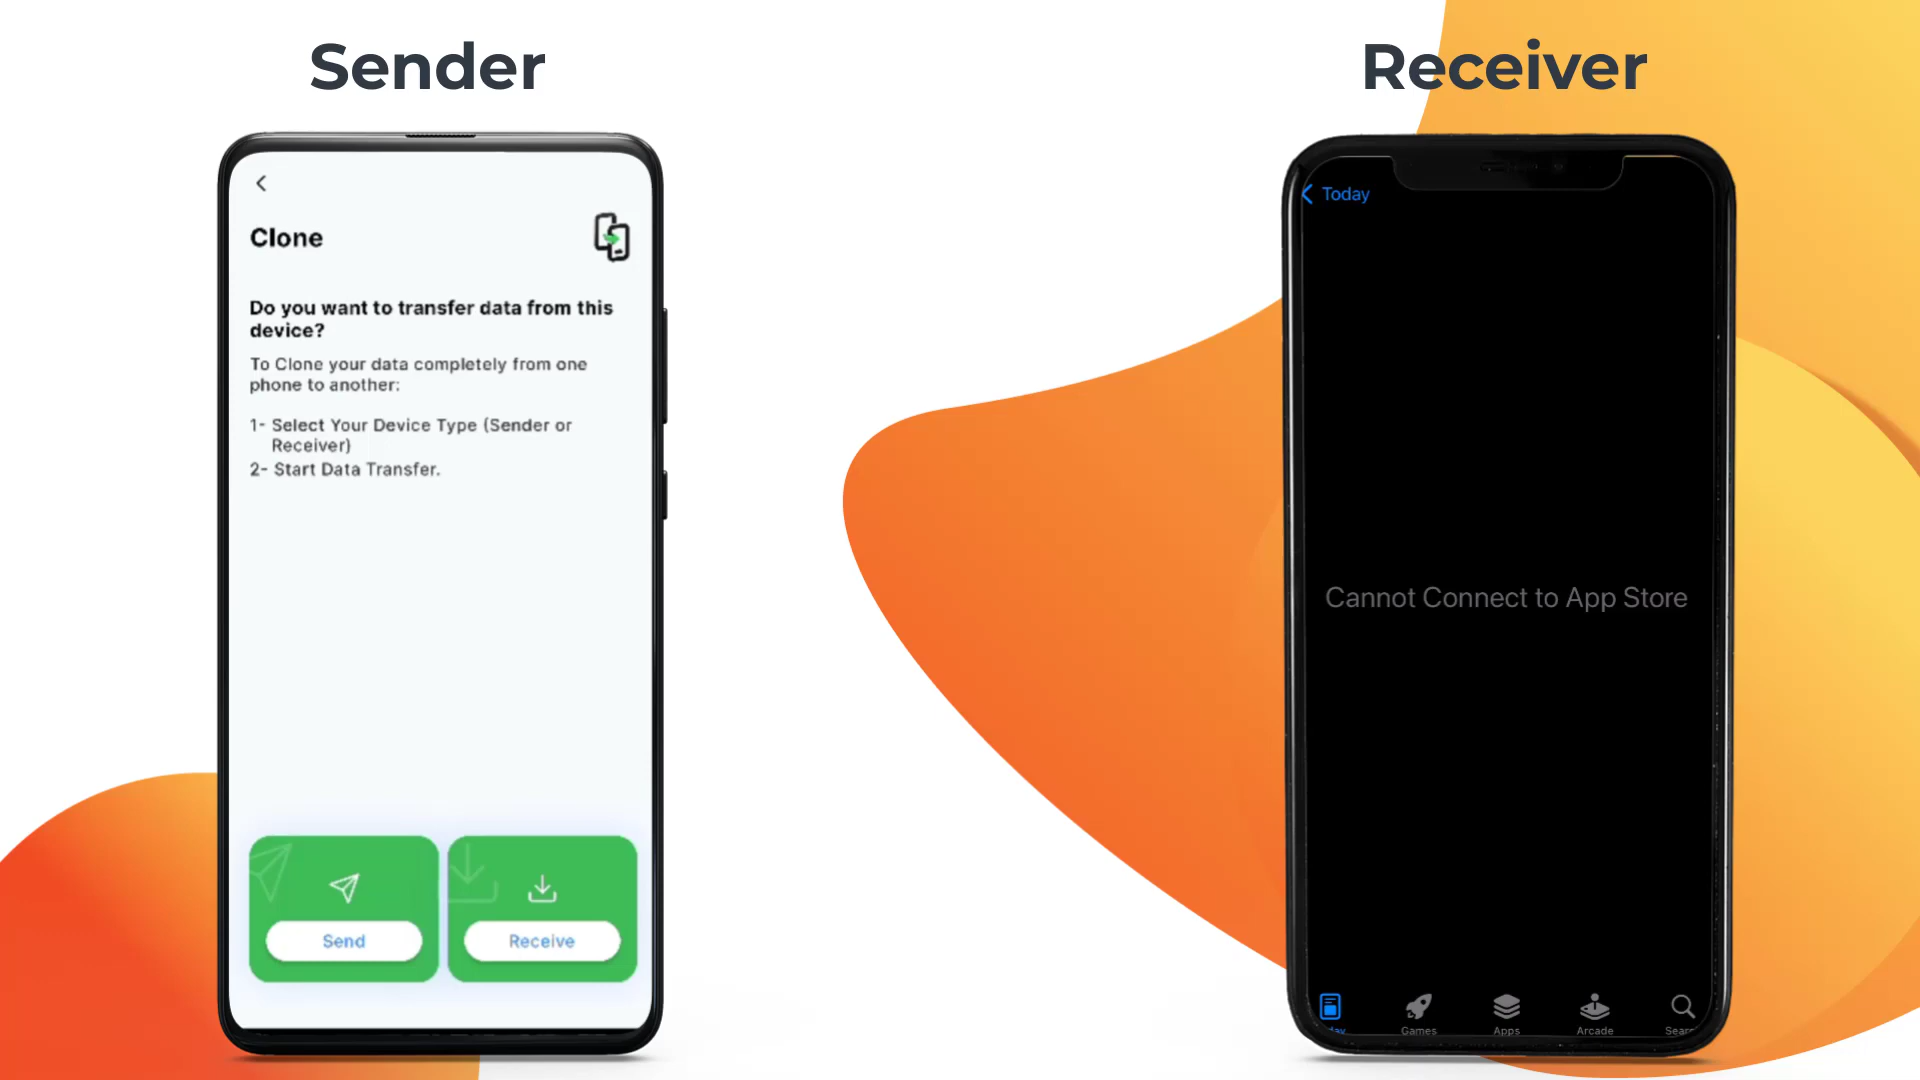 Sender
Clone
Do you want to transfer data from this
device?
To Clone your data completely from one
phone to another:
1- Select Your Device Type (Sender or
Receiver)
2- Start Data Transfer.
Send
Receive
Receiver
Today
Cannot Connect to App Store
Games
Apps
Arcade